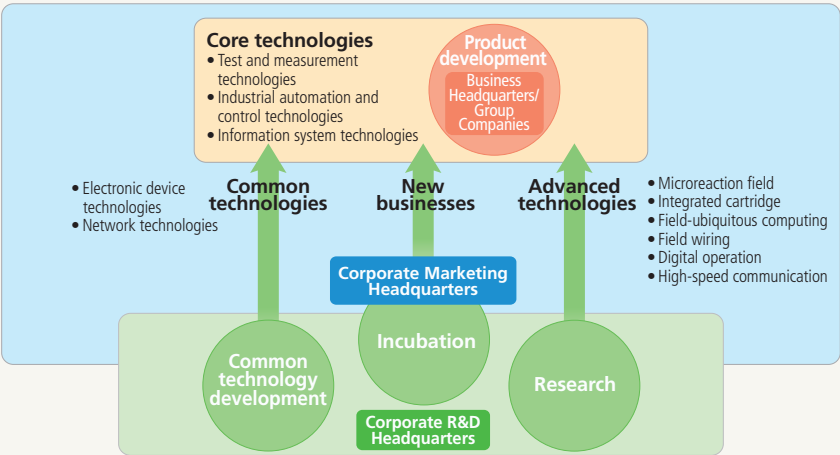 Core technologies
• Test and measurement
technologies
• Industrial automation and
control technologies
• Information system technologies
Product
development
Business
Headquarters/
Group
Companies
• Electronic device
technologies
• Network technologies
Common
technologies
New
businesses
Advanced
technologies
• Microreaction field
• Integrated cartridge
• Field-ubiquitous computing
• Field wiring
• Digital operation
• High-speed communication
Corporate Marketing
Headquarters
Common
technology
development
Incubation
Research
Corporate R&D
Headquarters